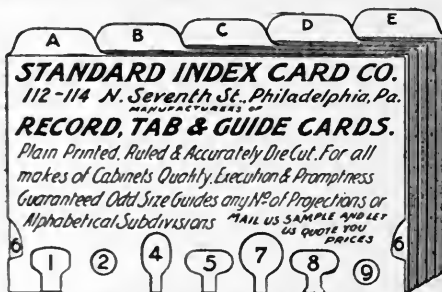 A B C D E
STANDARD INDEX CARD CO.
112-114 N. Seventh St., Philadelphia, Pa.
MANUFACTURERS OF
RECORD, TAB & GUIDE CARDS.
Plain Printed, Ruled & Accurately Die Cut. For all
makes of Cabinets Quality, Execution & Promptness
Guaranteed Odd Size Guides any No of Projections or
Alphabetical Subdivisions MAIL US SAMPLE AND LET
US QUOTE YOU
PRICES
6 1 2 4 5 7 8 9 6